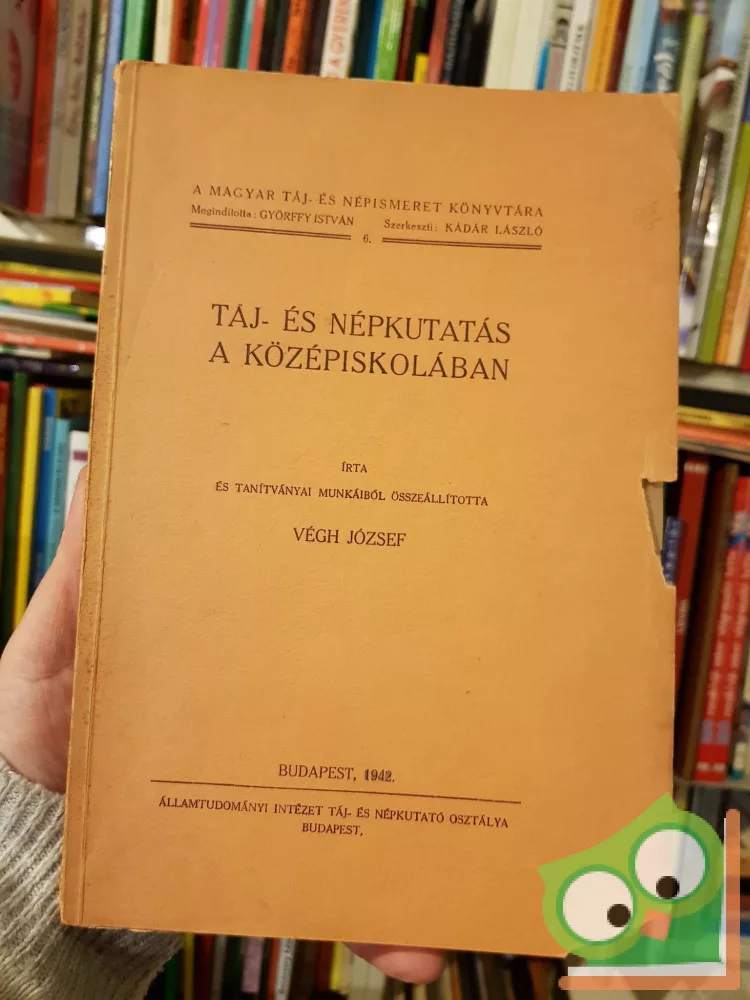 A MAGYAR TÁJ- ÉS NÉPISMERET KÖNYVTÁRA
Megindította: GYÖRFFY ISTVÁN Szerkeszti: KÁDÁR LÁSZLÓ
6.
TÁJ- ÉS NÉPKUTATÁS
A KÖZÉPISKOLÁBAN
ÍRTA
ÉS TANÍTVÁNYAI MUNKÁIBÓL ÖSSZEÁLLÍTOTTA
VÉGH JÓZSEF
BUDAPEST, 1942.
ÁLLAMTUDOMÁNYI INTÉZET TÁJ- ÉS NÉPKUTATÓ OSZTÁLYA
BUDAPEST,